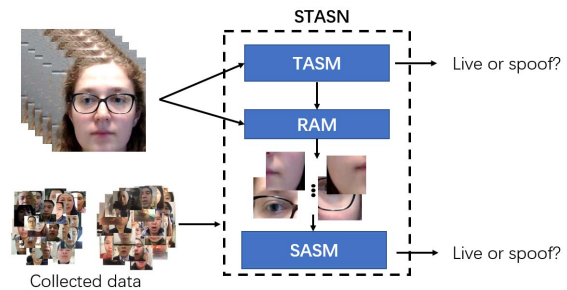 STASN
TASM
Live or spoof?
RAM
SASM
Live or spoof?
Collected data